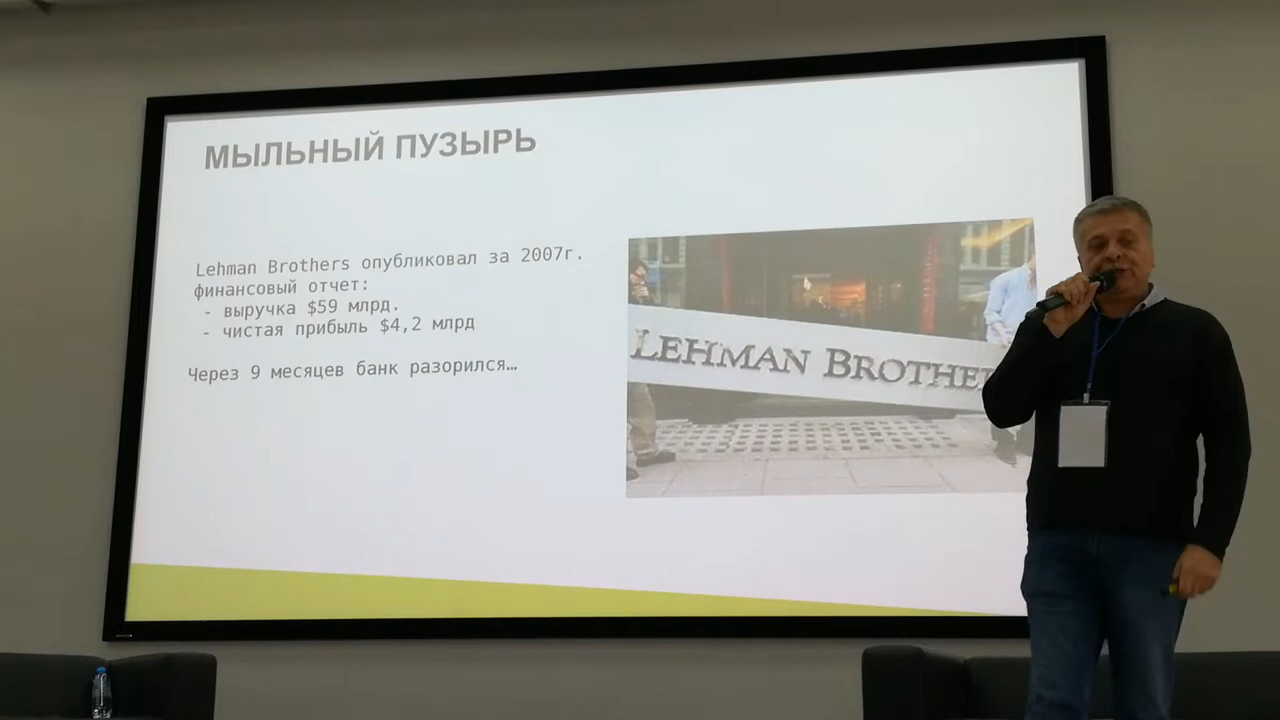 МЫЛЬНЫЙ ПУЗЫРЬ
Lehman Brothers опубликовал за 2007г.
финансовый отчет:
- выручка $59 млрд.
- чистая прибыль $4,2 млрд
Через 9 месяцев банк разорился…
LEHMAN BROTHE